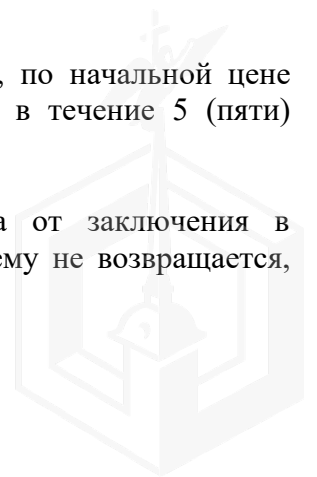 , по начальной цене
в течение 5 (пяти)
а от заключения в
ему не возвращается,